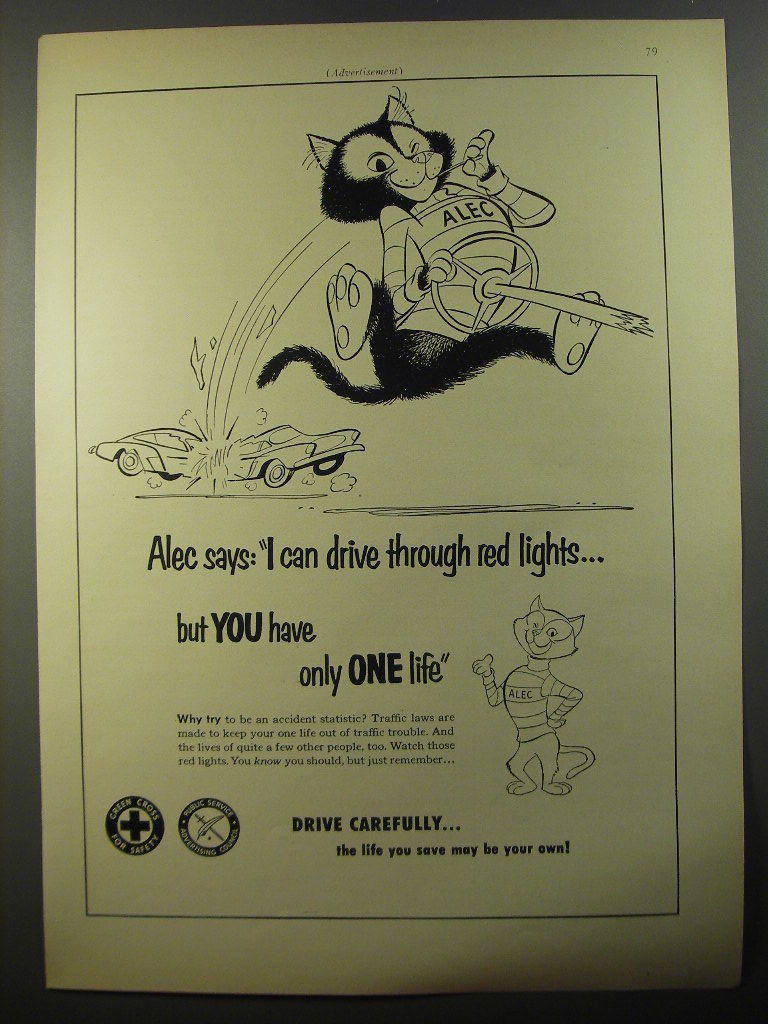 79
(Advertisement)
ALEC
Alec says: "I can drive through red lights...
but YOU have
only ONE life"
ALEC
Why try to be an accident statistic? Traffic laws are
made to keep your one life out of traffic trouble. And
the lives of quite a few other people, too. Watch those
red lights. You know you should, but just remember...
GREEN CROSS
FOR SAFETY
PUBLIC SERVICE
ADVERTISING COUNCIL
DRIVE CAREFULLY...
the life you save may be your own!